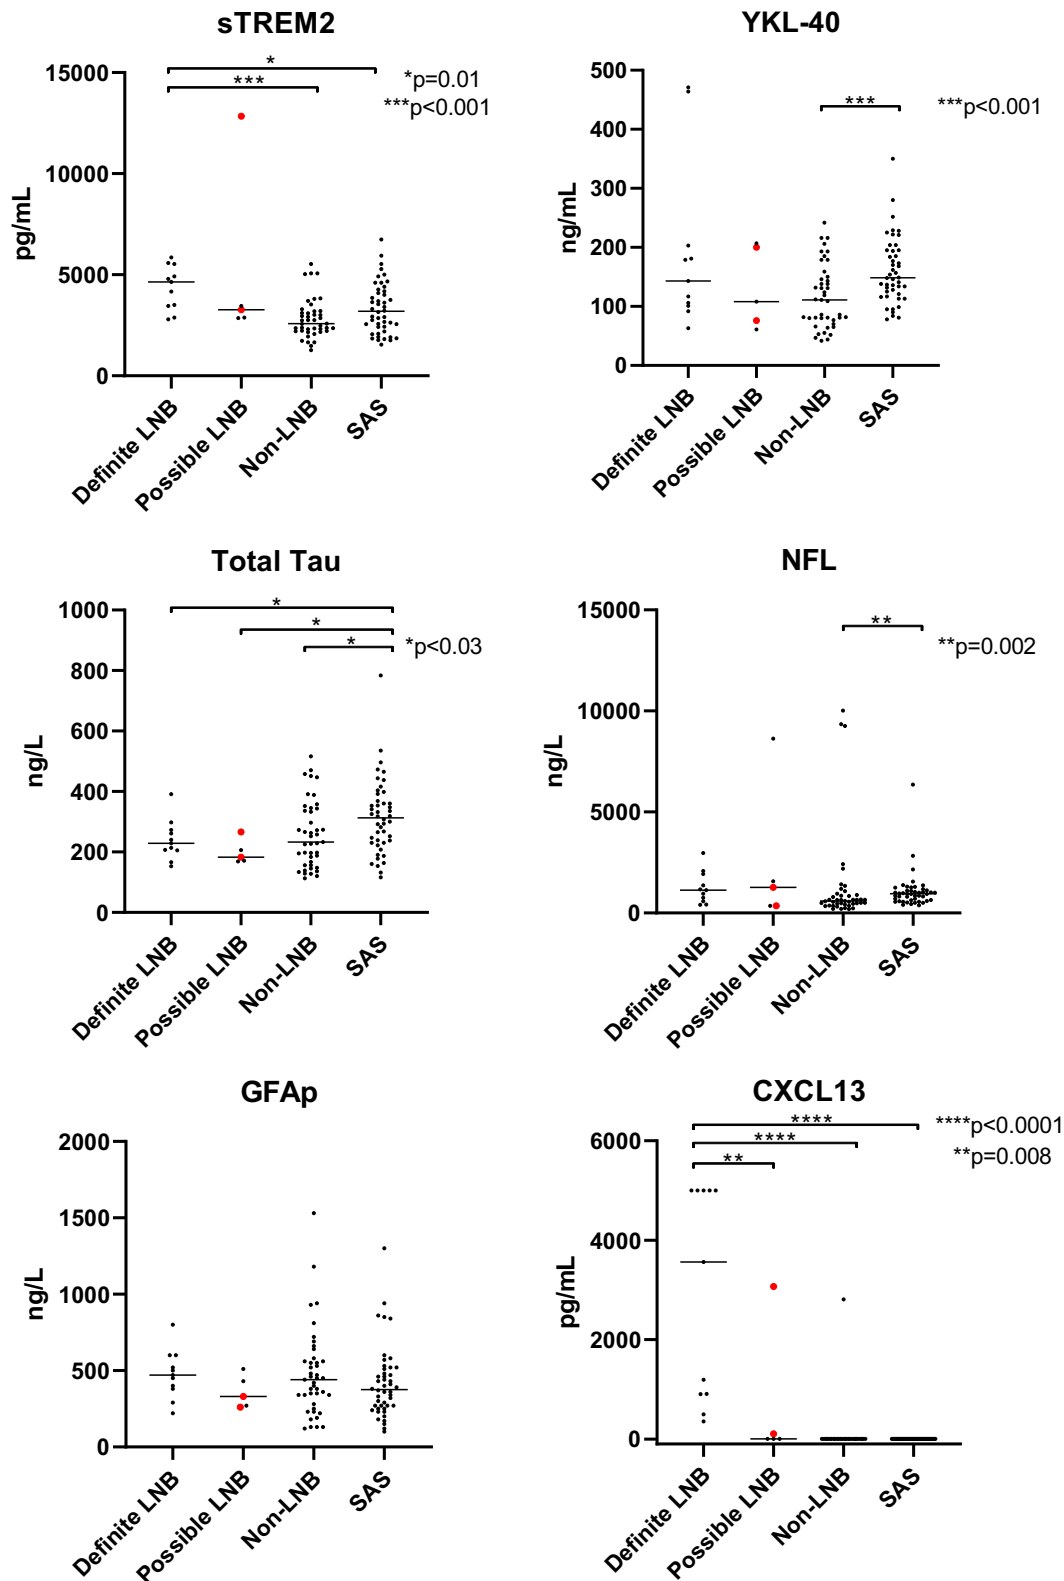 sTREM2
*
***
*p=0.01
***p<0.001
15000
10000
5000
0
pg/mL
Definite LNB
Possible LNB
Non-LNB
SAS
YKL-40
***
***p<0.001
500
400
300
200
100
0
ng/mL
Definite LNB
Possible LNB
Non-LNB
SAS
Total Tau
*
*
*
*p<0.03
1000
800
600
400
200
0
ng/L
Definite LNB
Possible LNB
Non-LNB
SAS
NFL
**
**p=0.002
15000
10000
5000
0
ng/L
Definite LNB
Possible LNB
Non-LNB
SAS
GFAp
2000
1500
1000
500
0
ng/L
Definite LNB
Possible LNB
Non-LNB
SAS
CXCL13
****
****
**
****p<0.0001
**p=0.008
6000
4000
2000
0
pg/mL
Definite LNB
Possible LNB
Non-LNB
SAS